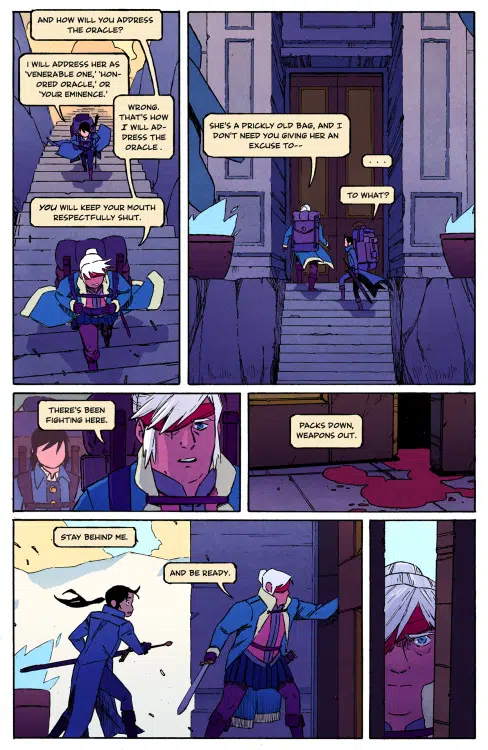 AND HOW WILL YOU ADDRESS
THE ORACLE?
I WILL ADDRESS HER AS
'VENERABLE ONE,' 'HON-
ORED ORACLE,' OR
'YOUR EMINENCE.'
WRONG.
THAT'S HOW
I WILL AD-
DRESS THE
ORACLE .
YOU WILL KEEP YOUR MOUTH
RESPECTFULLY SHUT.
SHE'S A PRICKLY OLD BAG, AND I
DON'T NEED YOU GIVING HER AN
EXCUSE TO--
. . . .
TO WHAT?
THERE'S BEEN
FIGHTING HERE.
PACKS DOWN,
WEAPONS OUT.
STAY BEHIND ME.
AND BE READY.